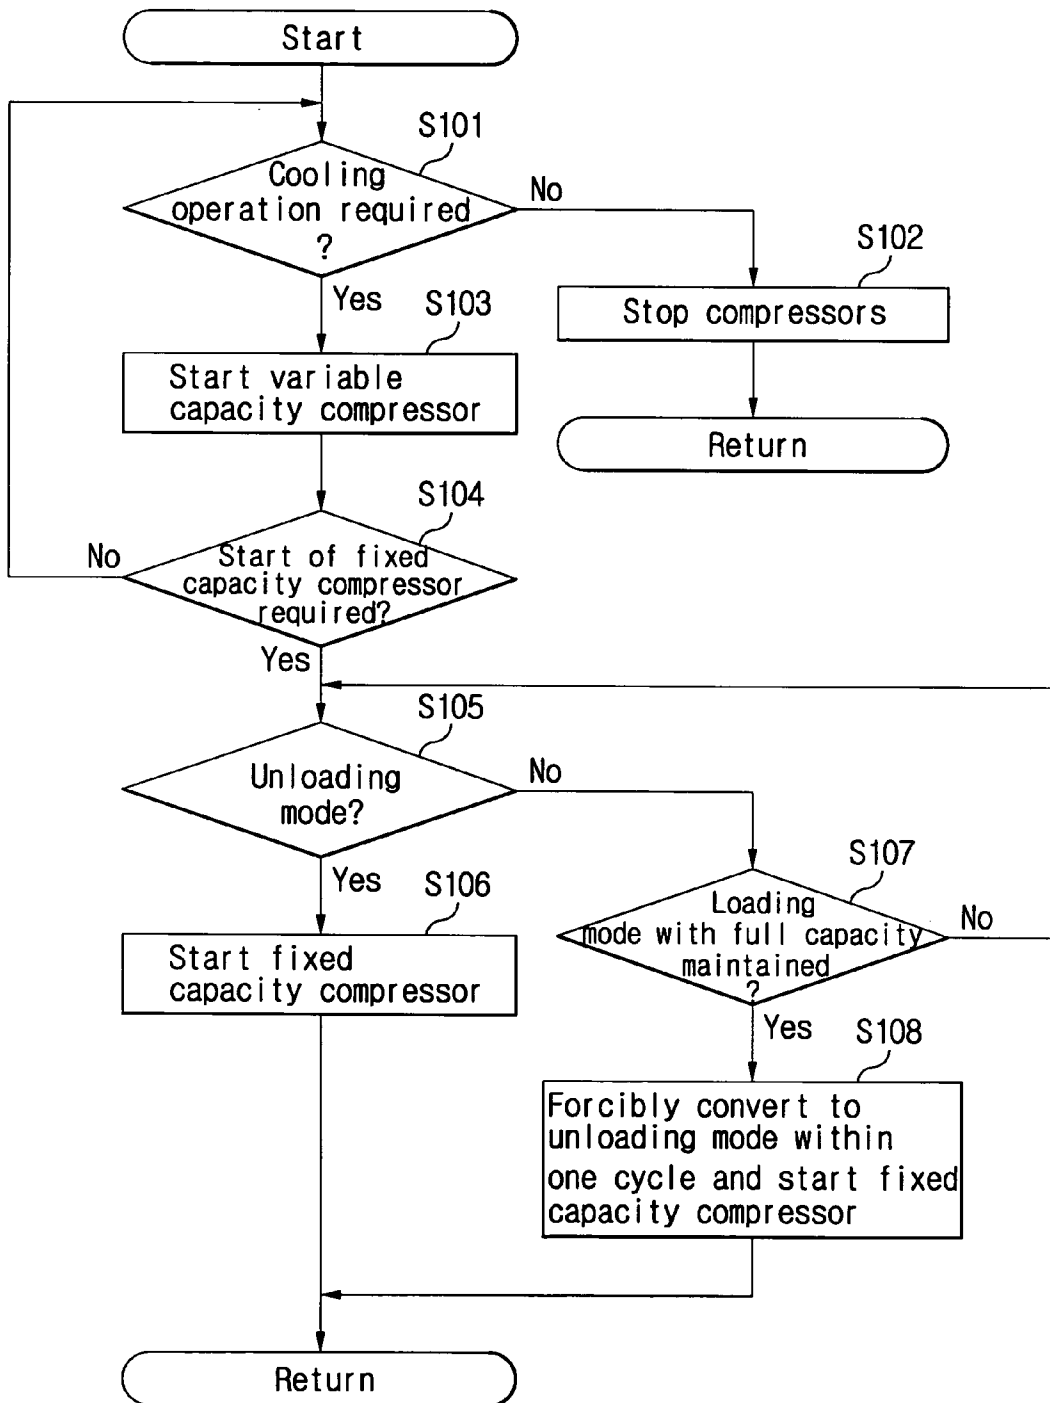 Start
S101
Cooling
operation required
?
No
Yes
S102
Stop compressors
Return
S103
Start variable
capacity compressor
S104
Start of fixed
capacity compressor
required?
No
Yes
S105
Unloading
mode?
No
Yes
S106
Start fixed
capacity compressor
S107
Loading
mode with full capacity
maintained
?
No
Yes
S108
Forcibly convert to
unloading mode within
one cycle and start fixed
capacity compressor
Return